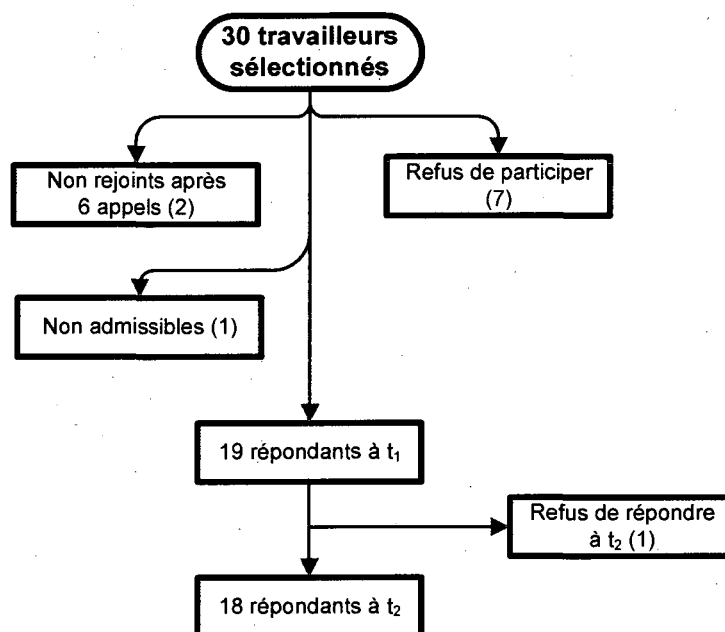 30 travailleurs
sélectionnés
Non rejoints après
6 appels (2)
Refus de participer
(7)
Non admissibles (1)
19 répondants à t₁
Refus de répondre
à t₂ (1)
18 répondants à t₂